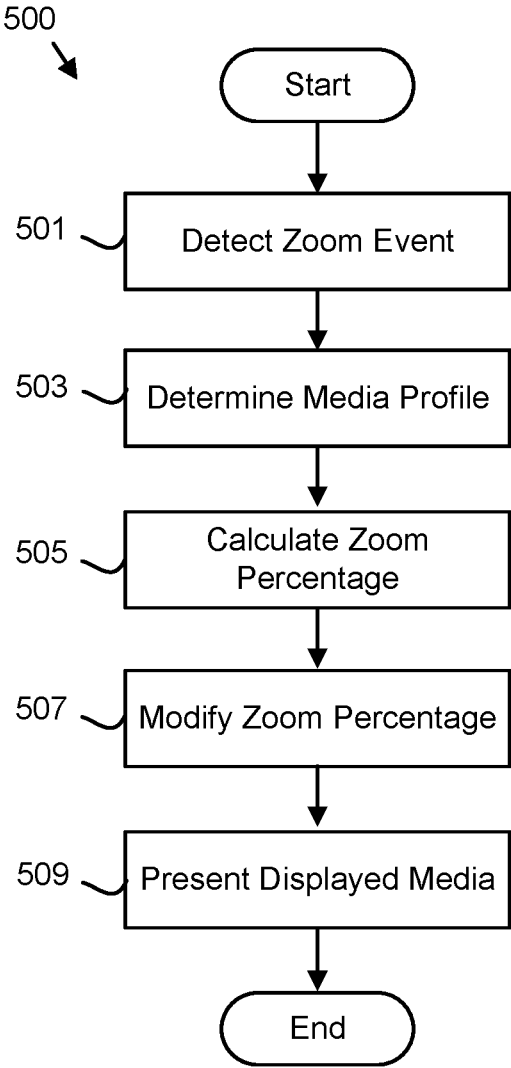 500
Start
501
Detect Zoom Event
503
Determine Media Profile
505
Calculate Zoom
Percentage
507
Modify Zoom Percentage
509
Present Displayed Media
End